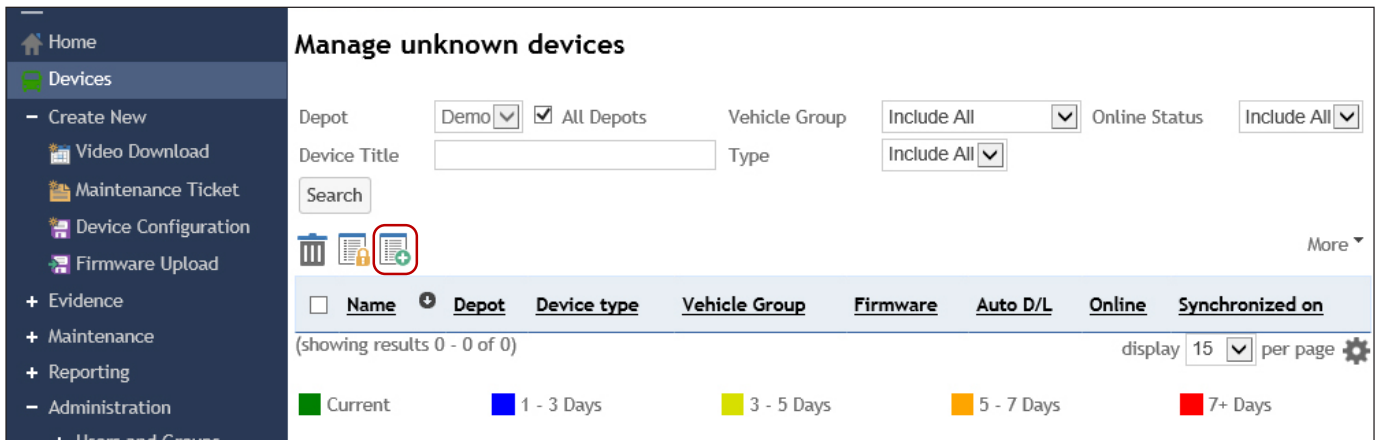 Home
Devices
− Create New
Video Download
Maintenance Ticket
Device Configuration
Firmware Upload
+ Evidence
+ Maintenance
+ Reporting
− Administration
+ Users and Groups
Manage unknown devices
Depot Demo All Depots Vehicle Group Include All Online Status Include All
Device Title Type Include All
Search
More
Name Depot Device type Vehicle Group Firmware Auto D/L Online Synchronized on
(showing results 0 - 0 of 0) display 15 per page
Current 1 - 3 Days 3 - 5 Days 5 - 7 Days 7+ Days